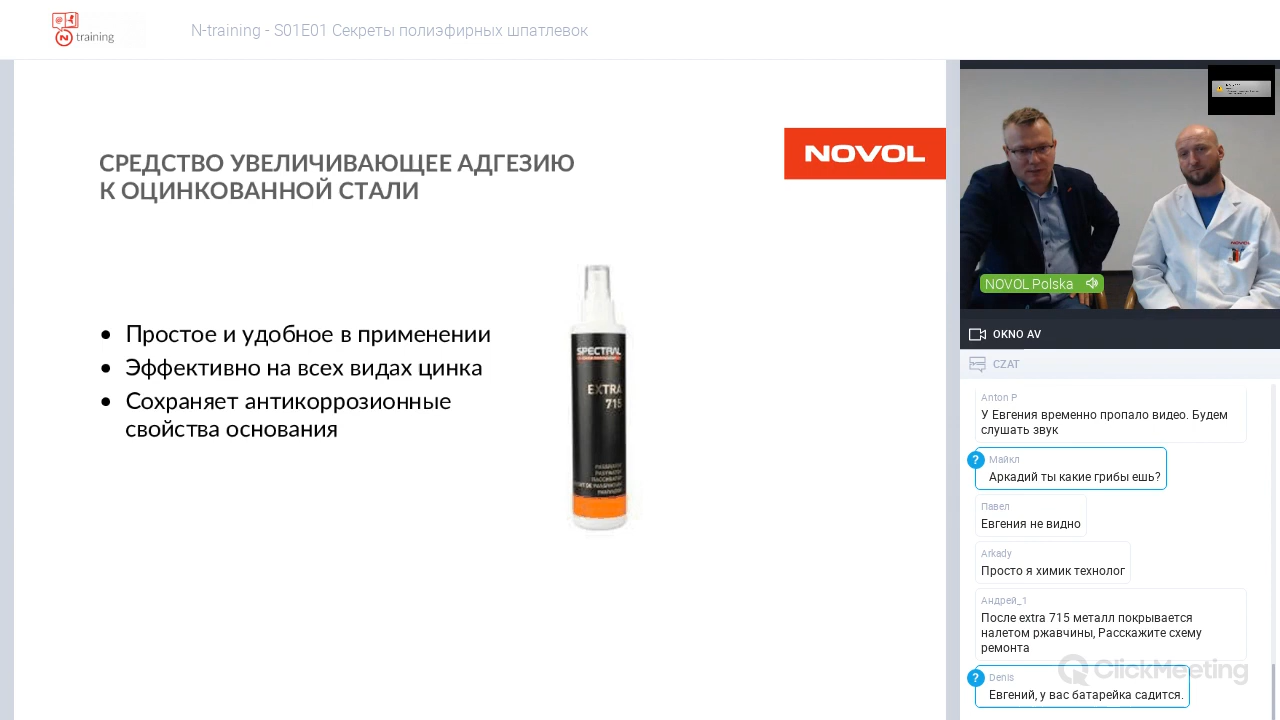 N training
N-training - S01E01 Секреты полиэфирных шпатлевок
СРЕДСТВО УВЕЛИЧИВАЮЩЕЕ АДГЕЗИЮ
К ОЦИНКОВАННОЙ СТАЛИ
NOVOL
• Простое и удобное в применении
• Эффективно на всех видах цинка
• Сохраняет антикоррозионные
свойства основания
SPECTRAL
EXTRA
715
NOVOL
NOVOL Polska
OKNO AV
CZAT
Anton P
У Евгения временно пропало видео. Будем
слушать звук
?
Майкл
Аркадий ты какие грибы ешь?
Павел
Евгения не видно
Arkady
Просто я химик технолог
Андрей_1
После extra 715 металл покрывается
налетом ржавчины, Расскажите схему
ремонта
ClickMeeting
?
Denis
Евгений, у вас батарейка садится.